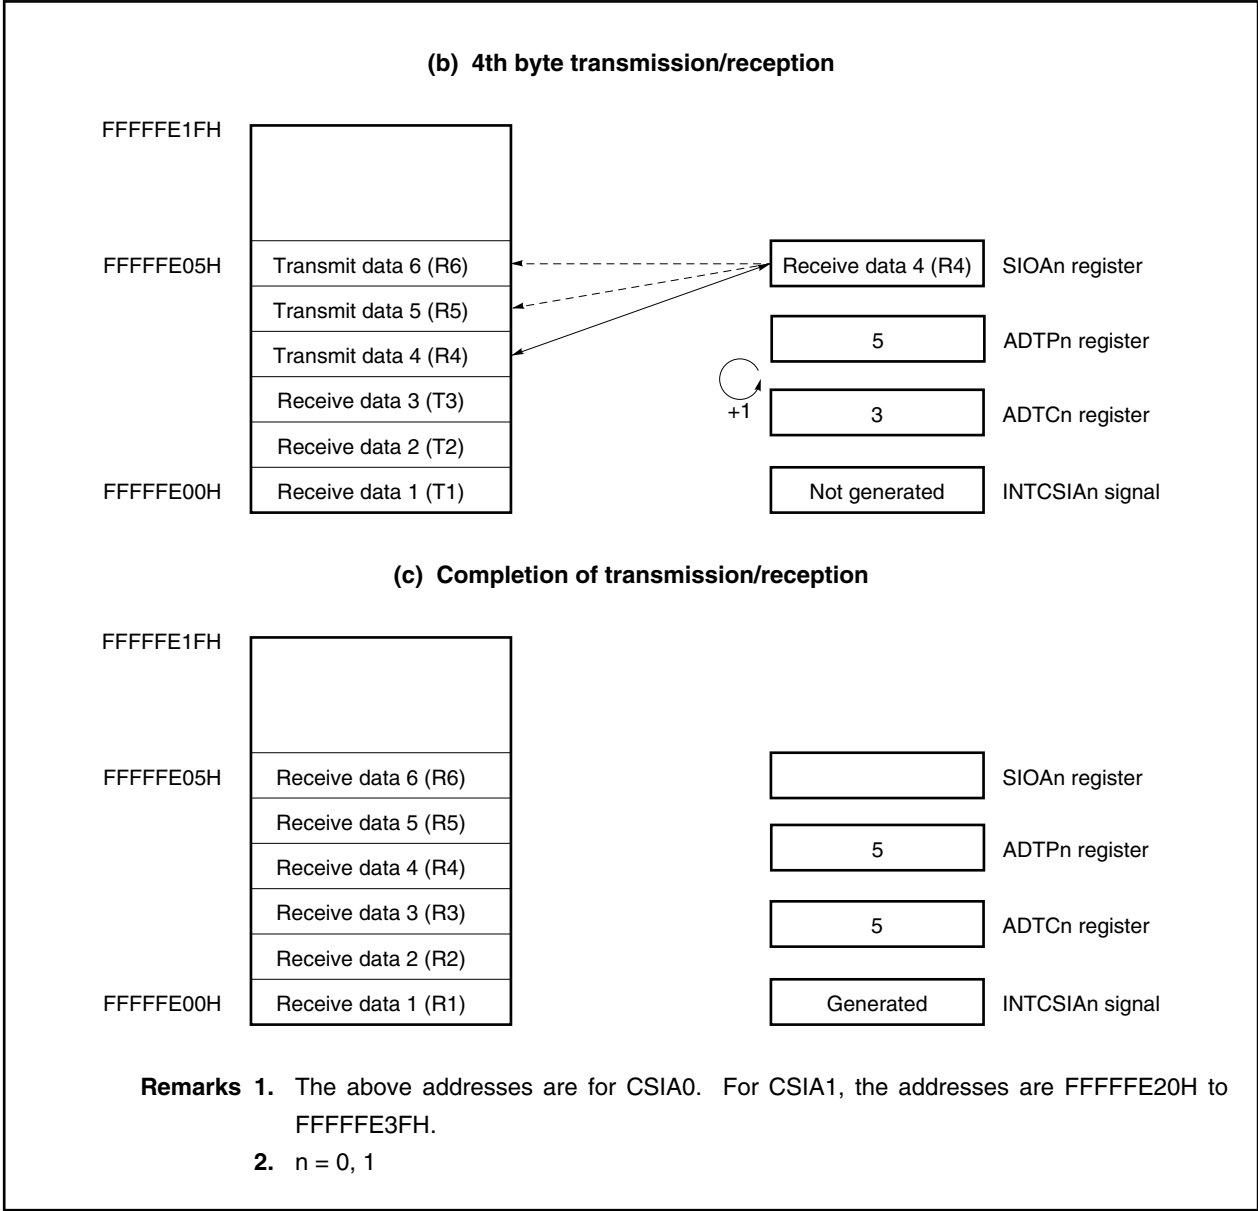 (b) 4th byte transmission/reception
FFFFFE1FH
FFFFFE05H Transmit data 6 (R6) Receive data 4 (R4) SIOAn register
Transmit data 5 (R5)
5 ADTPn register
Transmit data 4 (R4)
Receive data 3 (T3)
+1 3 ADTCn register
Receive data 2 (T2)
FFFFFE00H Receive data 1 (T1) Not generated INTCSIAn signal
(c) Completion of transmission/reception
FFFFFE1FH
FFFFFE05H Receive data 6 (R6) SIOAn register
Receive data 5 (R5)
5 ADTPn register
Receive data 4 (R4)
Receive data 3 (R3)
5 ADTCn register
Receive data 2 (R2)
FFFFFE00H Receive data 1 (R1) Generated INTCSIAn signal
Remarks 1. The above addresses are for CSIA0. For CSIA1, the addresses are FFFFFE20H to
FFFFFE3FH.
2. n = 0, 1